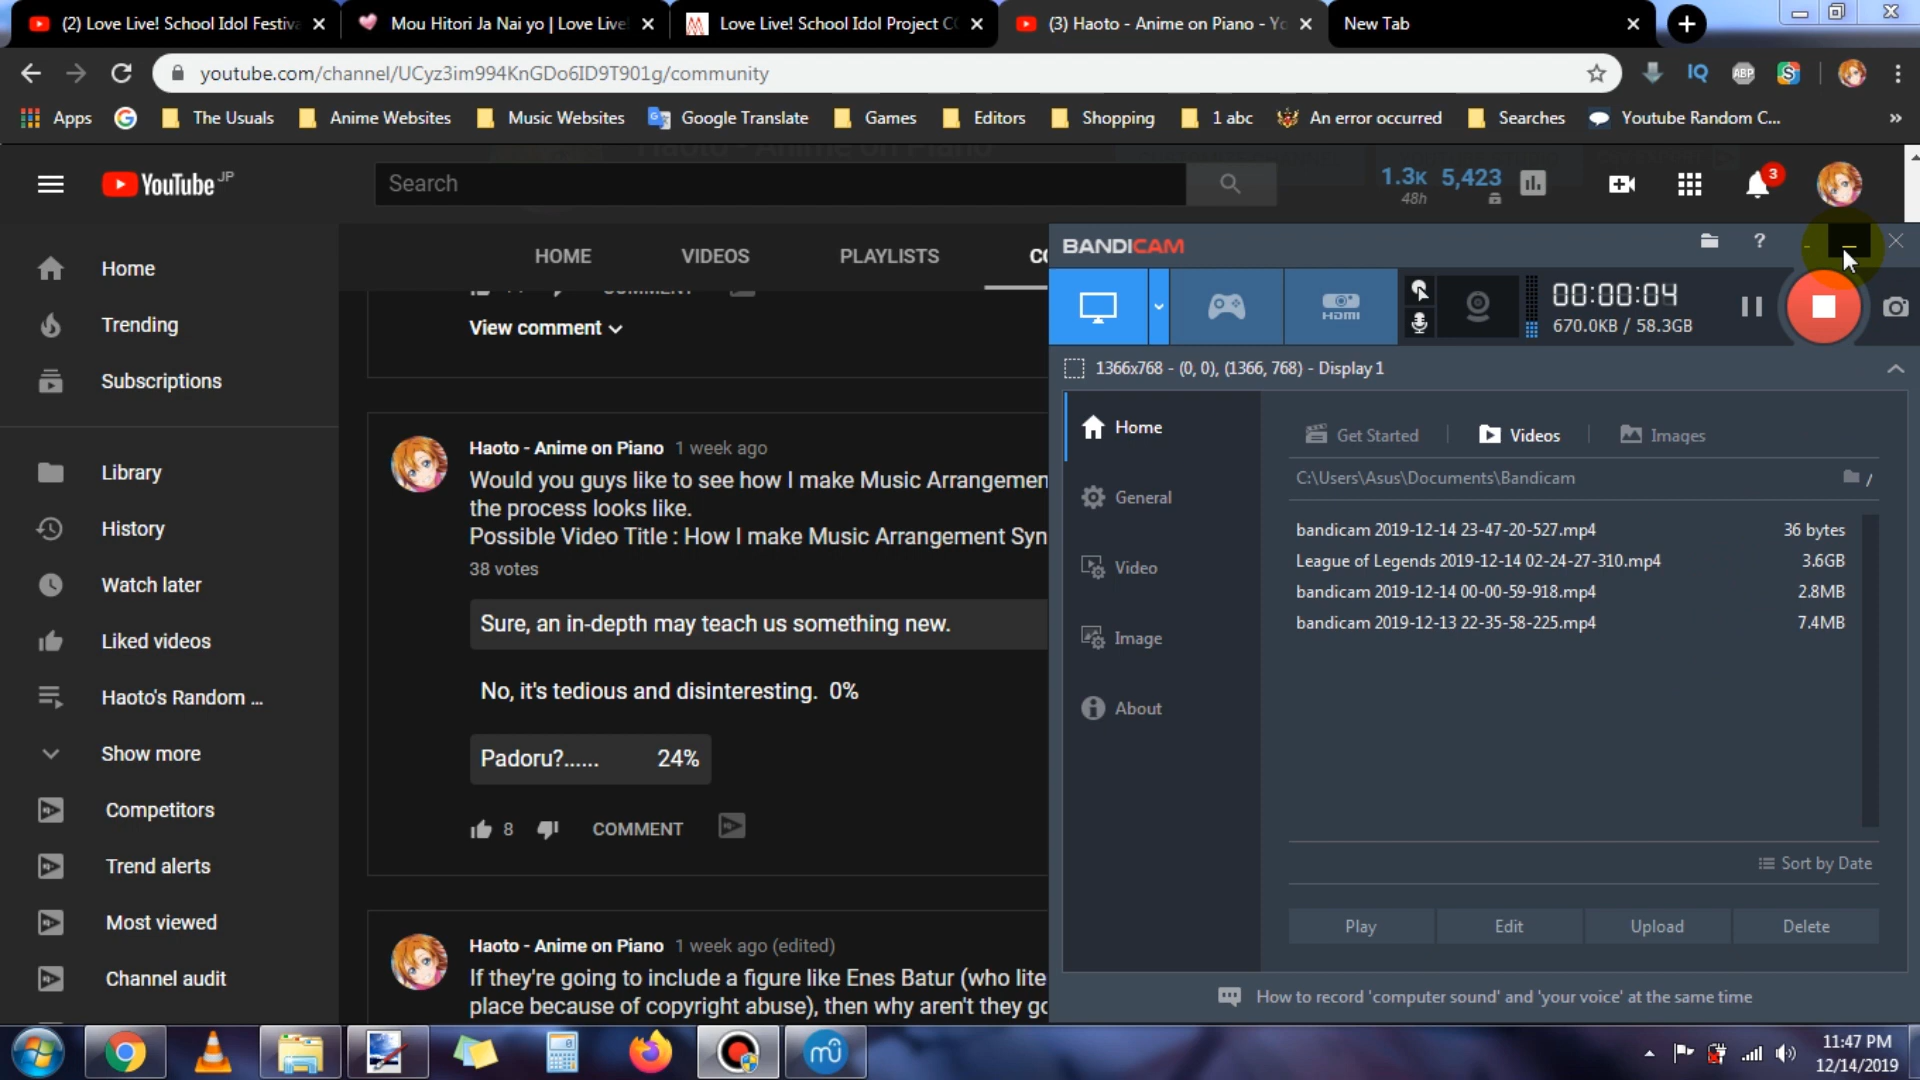 (2) Love Live! School Idol Festiva
Mou Hitori Ja Nai yo | Love Live!
Love Live! School Idol Project CO
(3) Haoto - Anime on Piano - Yo
New Tab
youtube.com/channel/UCyz3im994KnGDo6ID9T901g/community
IQ
ABP
Apps
The Usuals
Anime Websites
Music Websites
Google Translate
Games
Editors
Shopping
1 abc
An error occurred
Searches
Youtube Random C...
»
YouTube JP
Search
1.3K 5,423
48h
3
HOME
VIDEOS
PLAYLISTS
Home
Trending
Subscriptions
Library
History
Watch later
Liked videos
Haoto's Random ...
Show more
Competitors
Trend alerts
Most viewed
Channel audit
View comment
Haoto - Anime on Piano 1 week ago
Would you guys like to see how I make Music Arrangemen
the process looks like.
Possible Video Title : How I make Music Arrangement Syn
38 votes
Sure, an in-depth may teach us something new.
No, it's tedious and disinteresting. 0%
Padoru?...... 24%
8
COMMENT
Haoto - Anime on Piano 1 week ago (edited)
If they're going to include a figure like Enes Batur (who lite
place because of copyright abuse), then why aren't they go
BANDICAM
?
HDMI
00:00:04
670.0KB / 58.3GB
1366x768 - (0, 0), (1366, 768) - Display 1
Home
General
Video
Image
About
Get Started
Videos
Images
C:\Users\Asus\Documents\Bandicam
/
bandicam 2019-12-14 23-47-20-527.mp4 36 bytes
League of Legends 2019-12-14 02-24-27-310.mp4 3.6GB
bandicam 2019-12-14 00-00-59-918.mp4 2.8MB
bandicam 2019-12-13 22-35-58-225.mp4 7.4MB
Sort by Date
Play
Edit
Upload
Delete
How to record 'computer sound' and 'your voice' at the same time
11:47 PM
12/14/2019